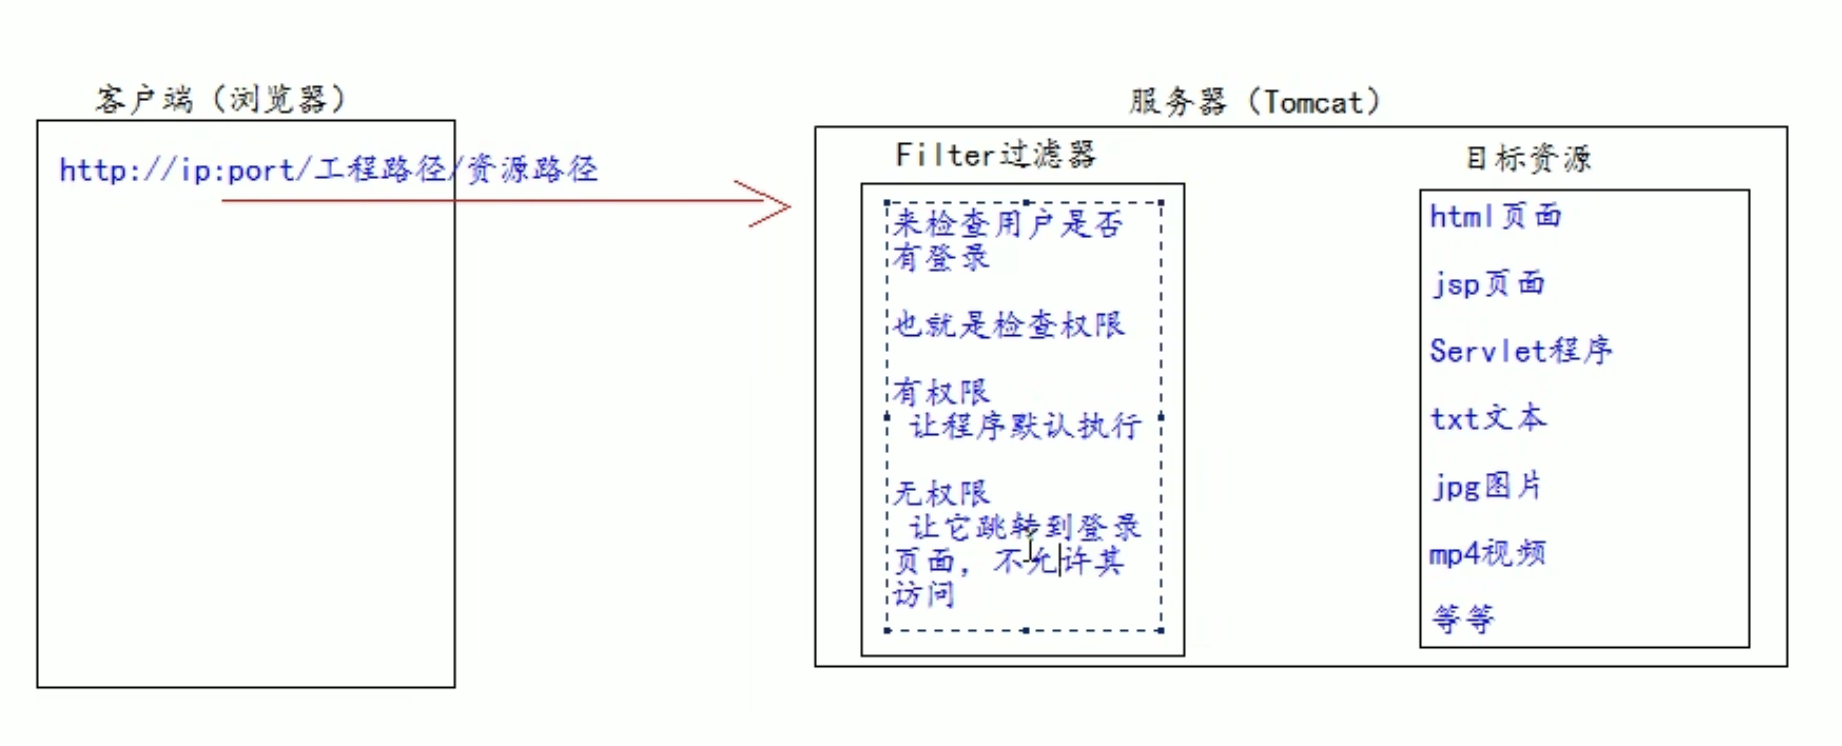 客户端（浏览器）
http://ip:port/工程路径/资源路径
服务器（Tomcat）
Filter过滤器
来检查用户是否
有登录
也就是检查权限
有权限
让程序默认执行
无权限
让它跳转到登录
页面，不允许其
访问
目标资源
html页面
jsp页面
Servlet程序
txt文本
jpg图片
mp4视频
等等